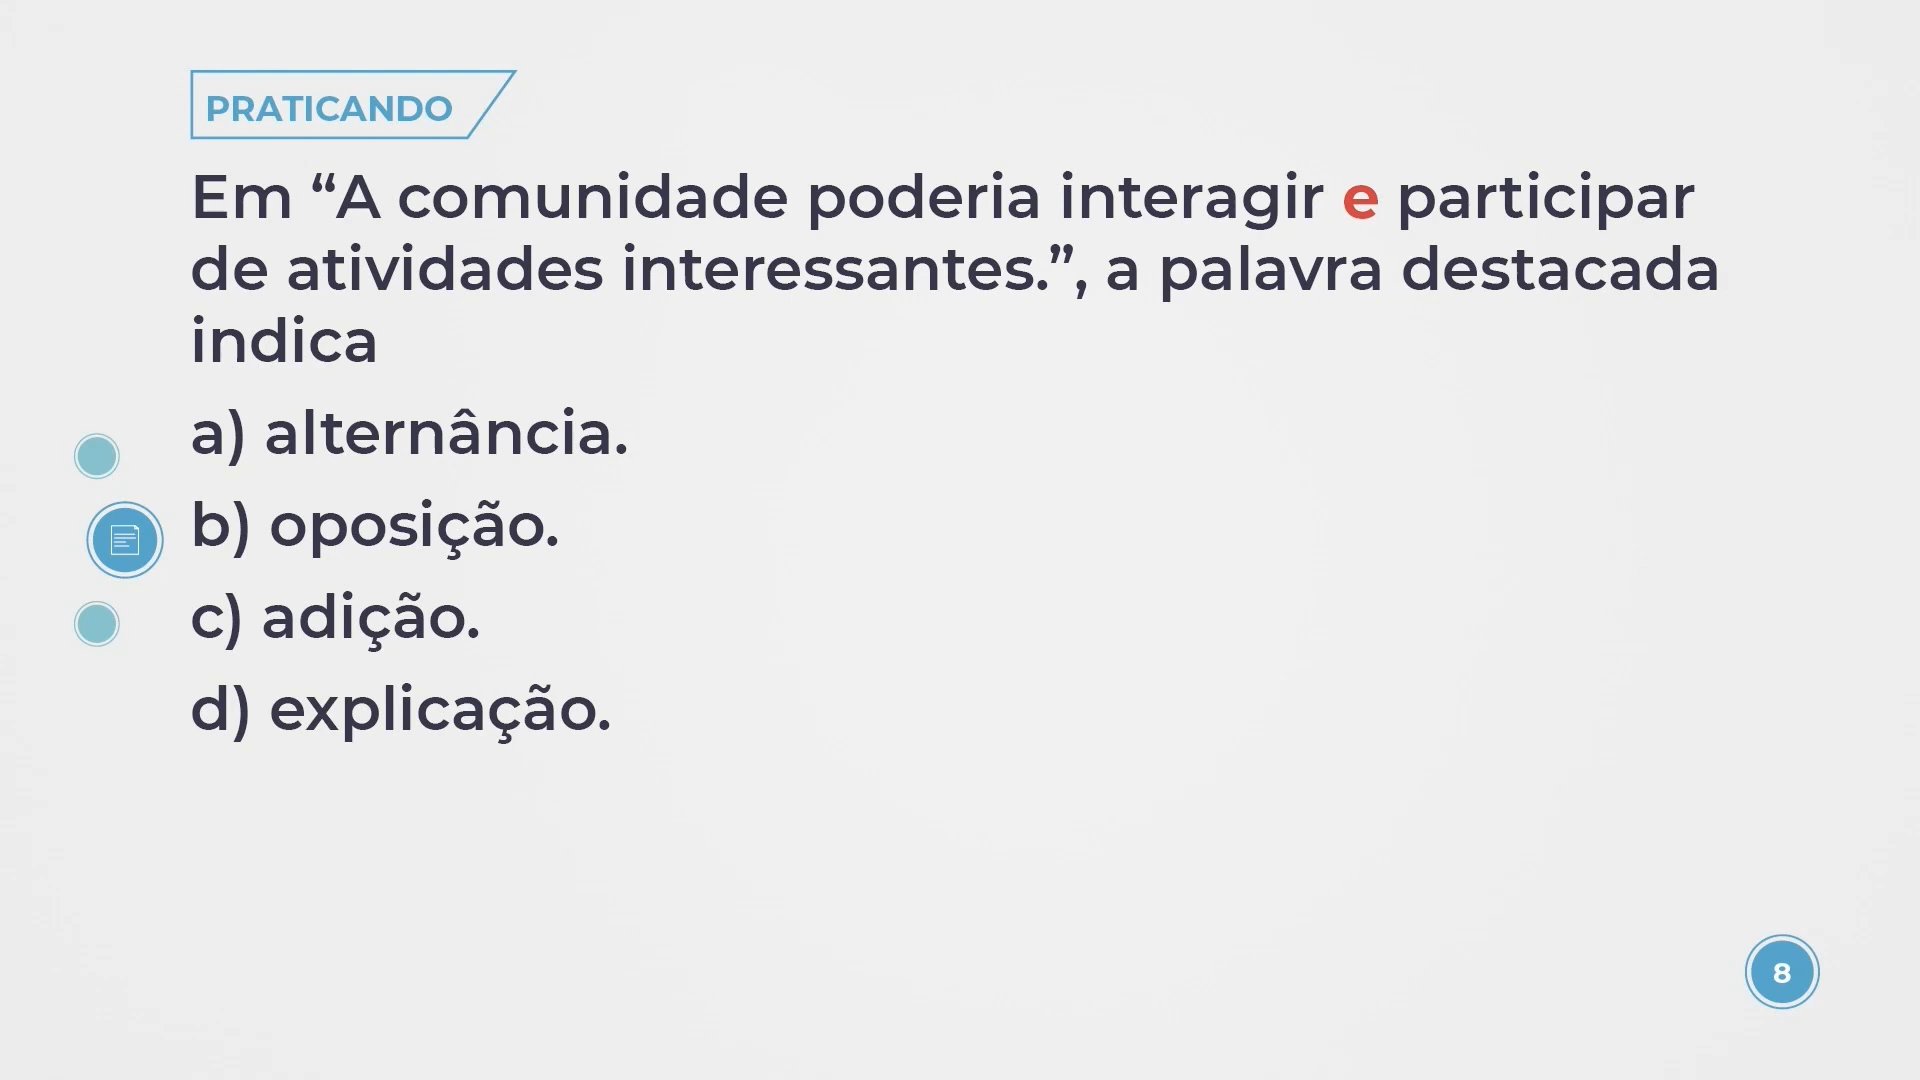 PRATICANDO
Em “A comunidade poderia interagir e participar
de atividades interessantes.”, a palavra destacada
indica
a) alternância.
b) oposição.
c) adição.
d) explicação.
8